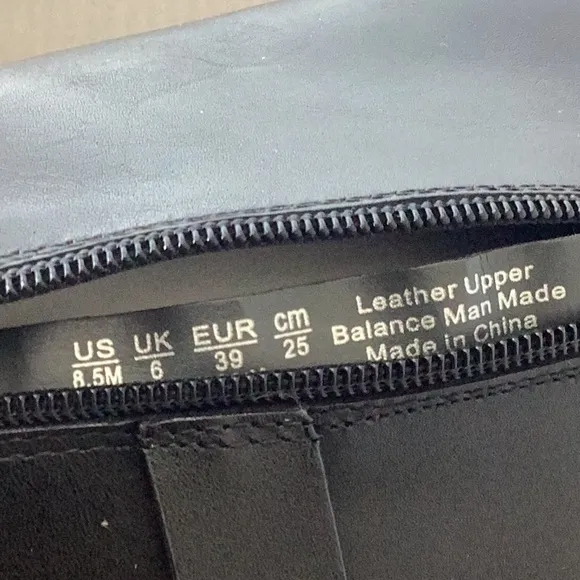 US UK EUR cm
8.5M 6 39 25
Leather Upper
Balance Man Made
Made in China